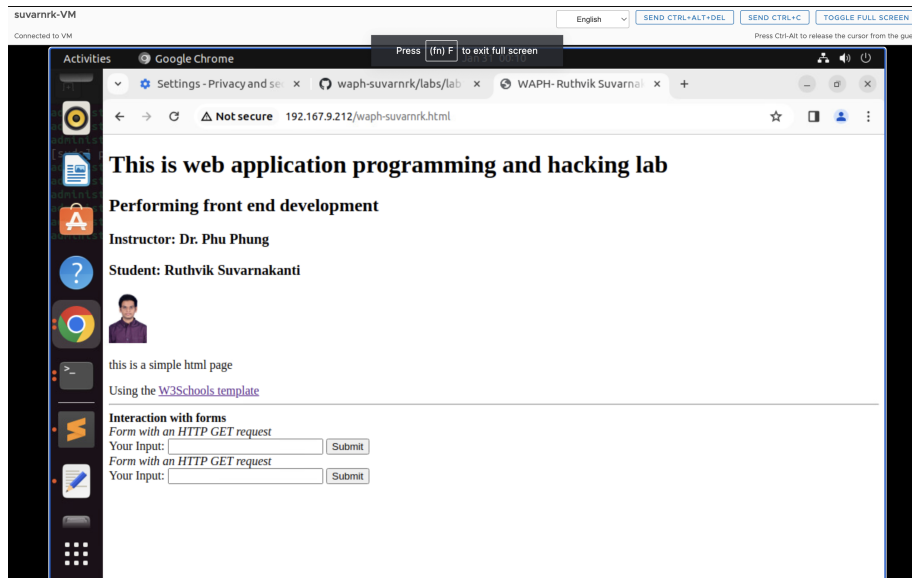 suvarnrk-VM
English
SEND CTRL+ALT+DEL
SEND CTRL+C
TOGGLE FULL SCREEN
Connected to VM
Press Ctrl-Alt to release the cursor from the gue
Activities
Google Chrome
Jan 31 00:10
Press (fn) F to exit full screen
Settings - Privacy and se
waph-suvarnrk/labs/lab
WAPH- Ruthvik Suvarna
Not secure
192.167.9.212/waph-suvarnrk.html
This is web application programming and hacking lab
Performing front end development
Instructor: Dr. Phu Phung
Student: Ruthvik Suvarnakanti
this is a simple html page
Using the W3Schools template
Interaction with forms
Form with an HTTP GET request
Your Input: Submit
Form with an HTTP GET request
Your Input: Submit